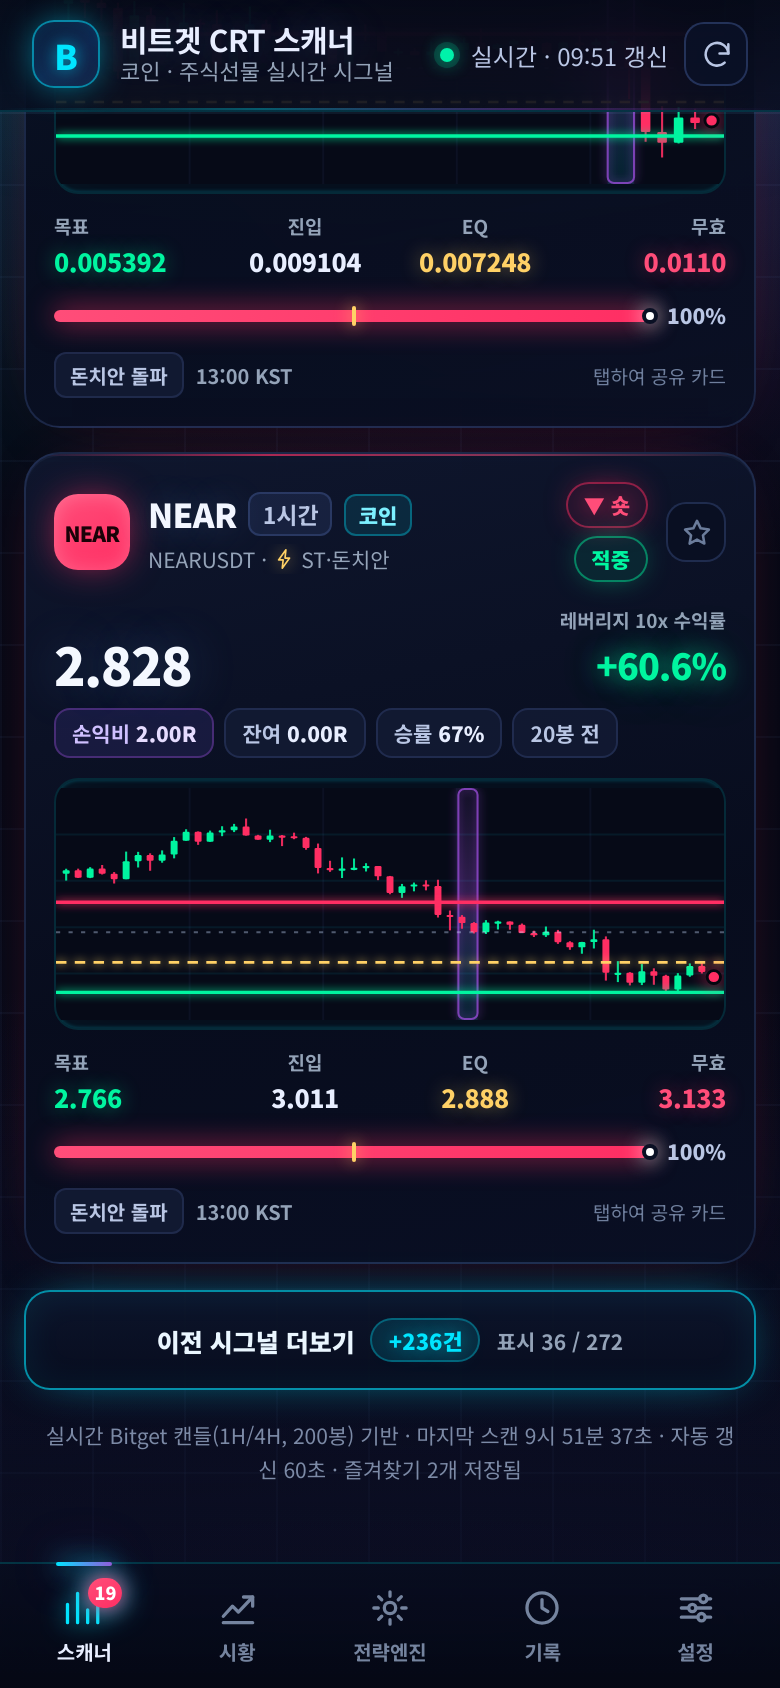 B
비트겟 CRT 스캐너
코인 · 주식선물 실시간 시그널
실시간 · 09:51 갱신
목표 진입 EQ 무효
0.005392 0.009104 0.007248 0.0110
100%
돈치안 돌파 13:00 KST 탭하여 공유 카드
NEAR
NEAR 1시간 코인
▼ 숏
NEARUSDT · ⚡ ST·돈치안
적중
레버리지 10x 수익률
2.828 +60.6%
손익비 2.00R 잔여 0.00R 승률 67% 20봉 전
목표 진입 EQ 무효
2.766 3.011 2.888 3.133
100%
돈치안 돌파 13:00 KST 탭하여 공유 카드
이전 시그널 더보기 +236건 표시 36 / 272
실시간 Bitget 캔들(1H/4H, 200봉) 기반 · 마지막 스캔 9시 51분 37초 · 자동 갱
신 60초 · 즐겨찾기 2개 저장됨
19
스캐너 시황 전략엔진 기록 설정